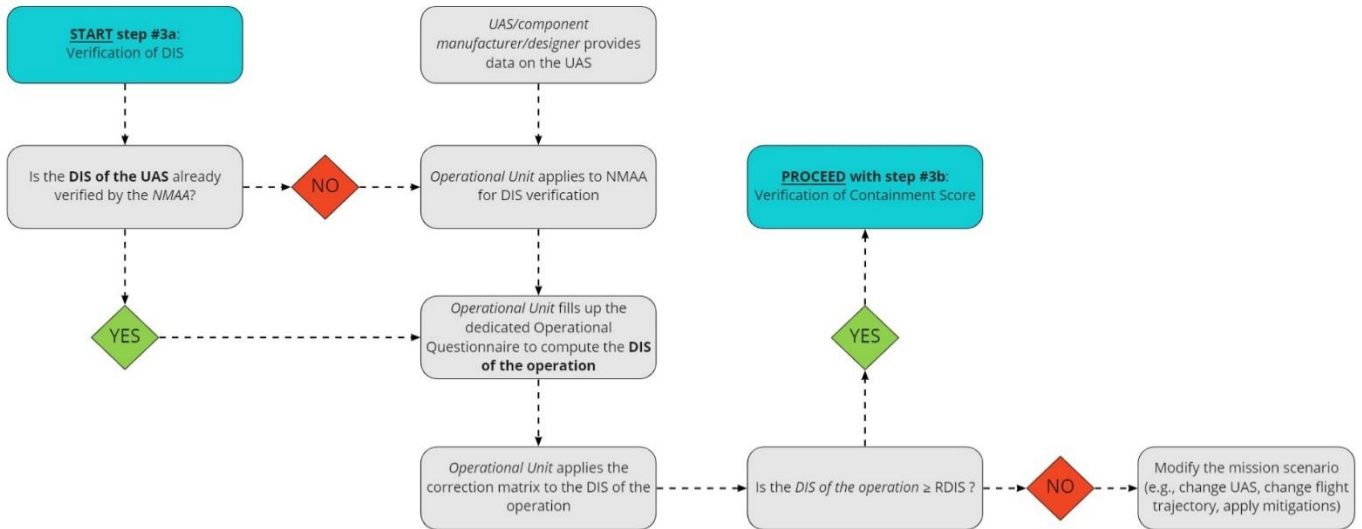 START step #3a:
Verification of DIS
UAS/component
manufacturer/designer provides
data on the UAS
Is the DIS of the UAS already
verified by the NMAA?
NO
Operational Unit applies to NMAA
for DIS verification
PROCEED with step #3b:
Verification of Containment Score
YES
Operational Unit fills up the
dedicated Operational
Questionnaire to compute the DIS
of the operation
YES
Operational Unit applies the
correction matrix to the DIS of the
operation
Is the DIS of the operation ≥ RDIS ?
NO
Modify the mission scenario
(e.g., change UAS, change flight
trajectory, apply mitigations)